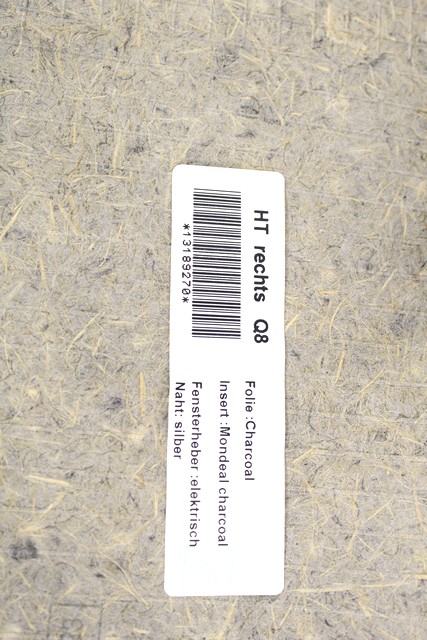 HT rechts Q8
*13189270*
Folie :Charcoal
Insert :Mondeal charcoal
Fensterheber :elektrisch
Naht: silber